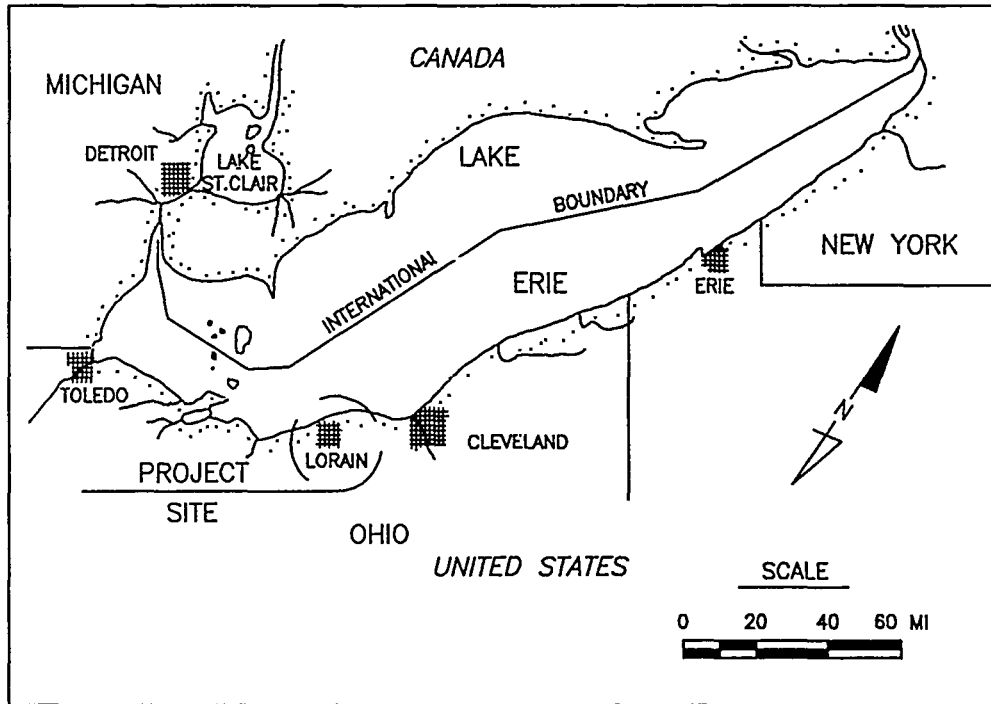 CANADA
MICHIGAN
DETROIT
LAKE
ST.CLAIR
LAKE
BOUNDARY
INTERNATIONAL
ERIE
NEW YORK
ERIE
TOLEDO
N
LORAIN
CLEVELAND
PROJECT
SITE
OHIO
UNITED STATES
SCALE
0 20 40 60 MI